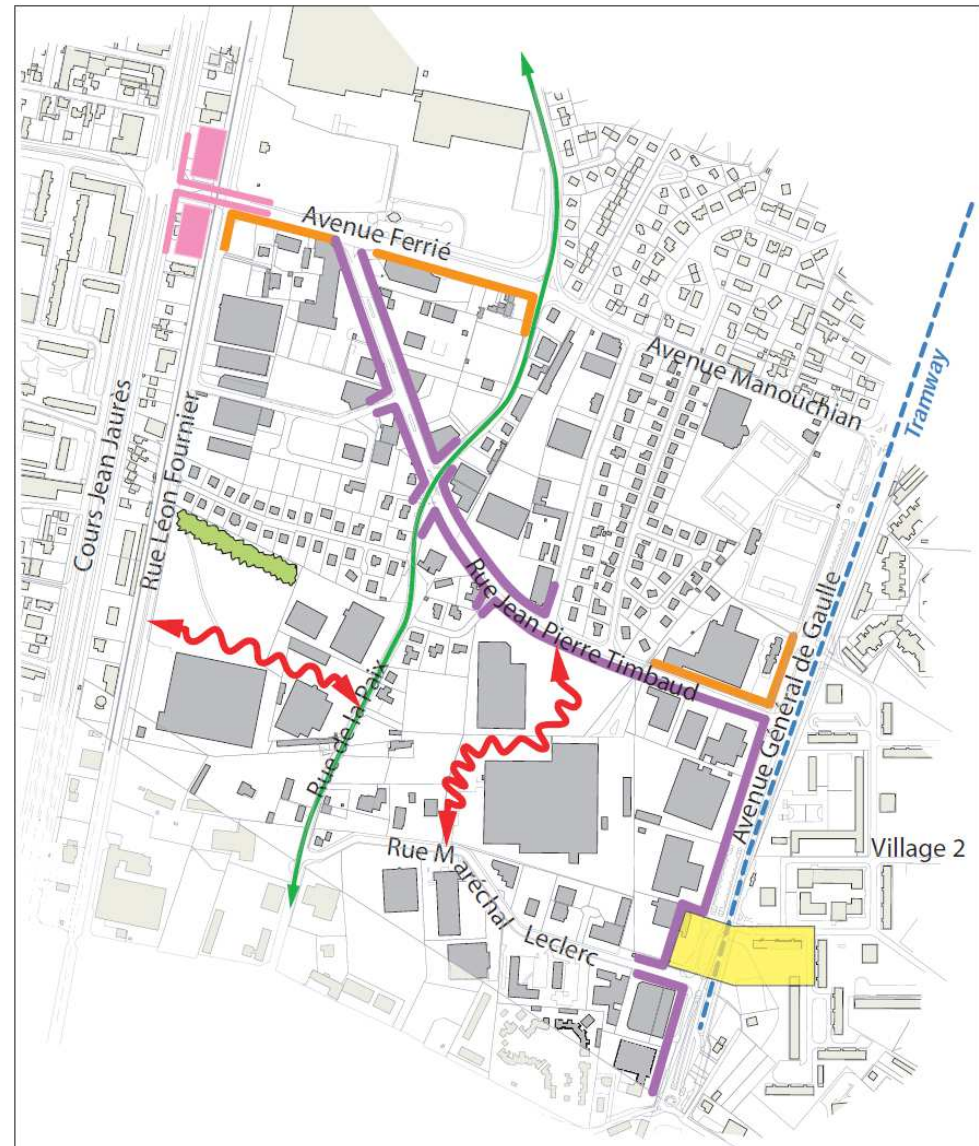 Avenue Ferrié
Avenue Manouchian
Tramway
Cours Jean Jaurès
Rue Léon Fournier
Rue Jean Pierre Timbaud
Avenue Général de Gaulle
Rue de la Paix
Village 2
Rue Maréchal
Leclerc